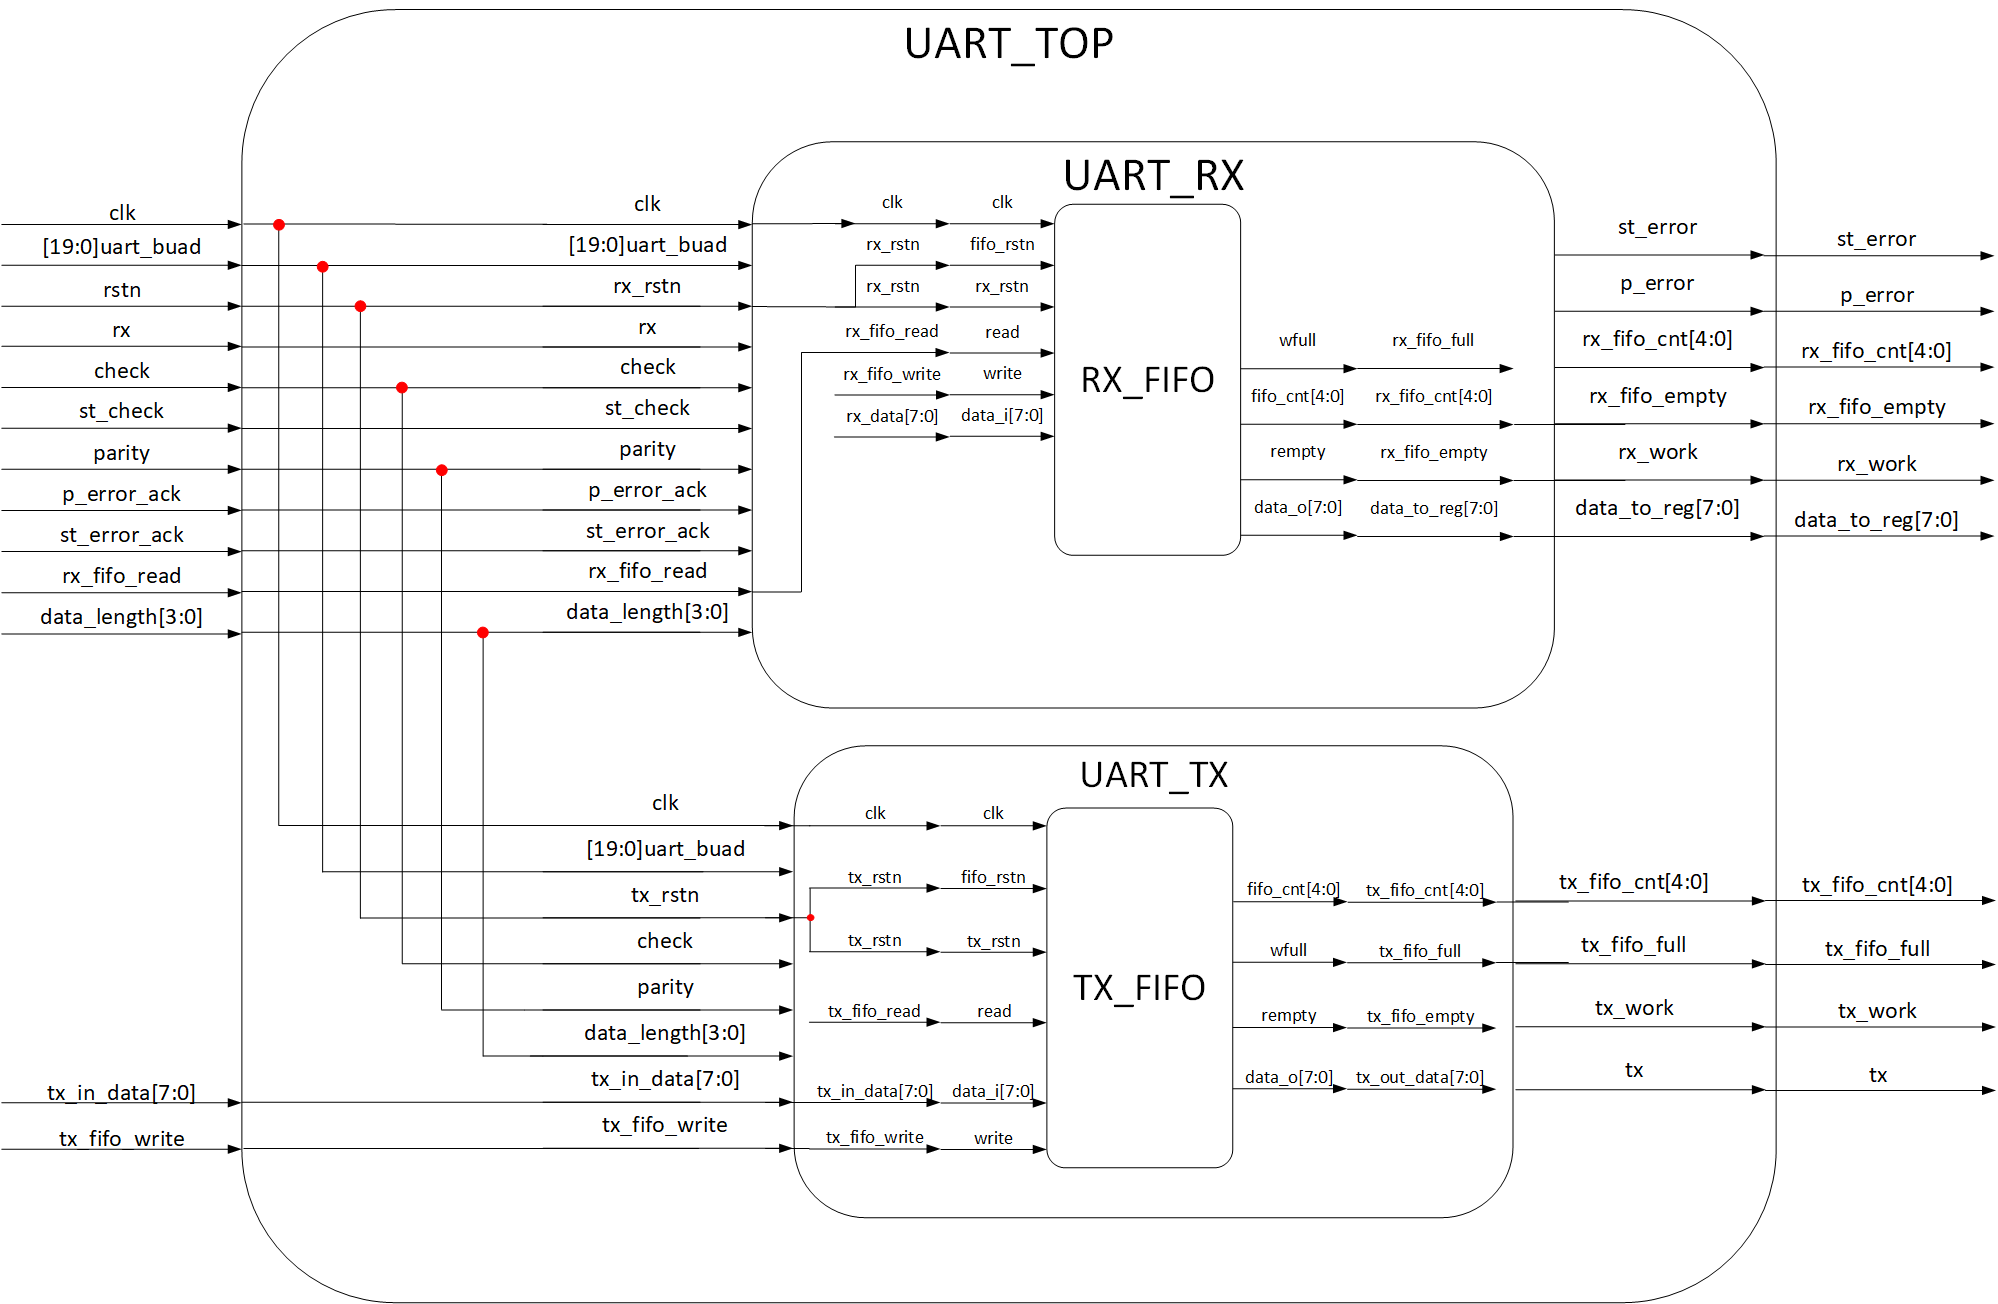 UART_TOP
clk
[19:0]uart_buad
rstn
rx
check
st_check
parity
p_error_ack
st_error_ack
rx_fifo_read
data_length[3:0]
tx_in_data[7:0]
tx_fifo_write
clk
[19:0]uart_buad
rx_rstn
rx
check
st_check
parity
p_error_ack
st_error_ack
rx_fifo_read
data_length[3:0]
UART_RX
clk clk
rx_rstn fifo_rstn
rx_rstn rx_rstn
rx_fifo_read read
rx_fifo_write write
rx_data[7:0] data_i[7:0]
RX_FIFO
wfull rx_fifo_full
fifo_cnt[4:0] rx_fifo_cnt[4:0]
rempty rx_fifo_empty
data_o[7:0] data_to_reg[7:0]
st_error st_error
p_error p_error
rx_fifo_cnt[4:0] rx_fifo_cnt[4:0]
rx_fifo_empty rx_fifo_empty
rx_work rx_work
data_to_reg[7:0] data_to_reg[7:0]
clk
[19:0]uart_buad
tx_rstn
check
parity
data_length[3:0]
tx_in_data[7:0]
tx_fifo_write
UART_TX
clk clk
tx_rstn fifo_rstn
tx_rstn tx_rstn
tx_fifo_read read
tx_in_data[7:0] data_i[7:0]
tx_fifo_write write
TX_FIFO
fifo_cnt[4:0] tx_fifo_cnt[4:0]
wfull tx_fifo_full
rempty tx_fifo_empty
data_o[7:0] tx_out_data[7:0]
tx_fifo_cnt[4:0] tx_fifo_cnt[4:0]
tx_fifo_full tx_fifo_full
tx_work tx_work
tx tx